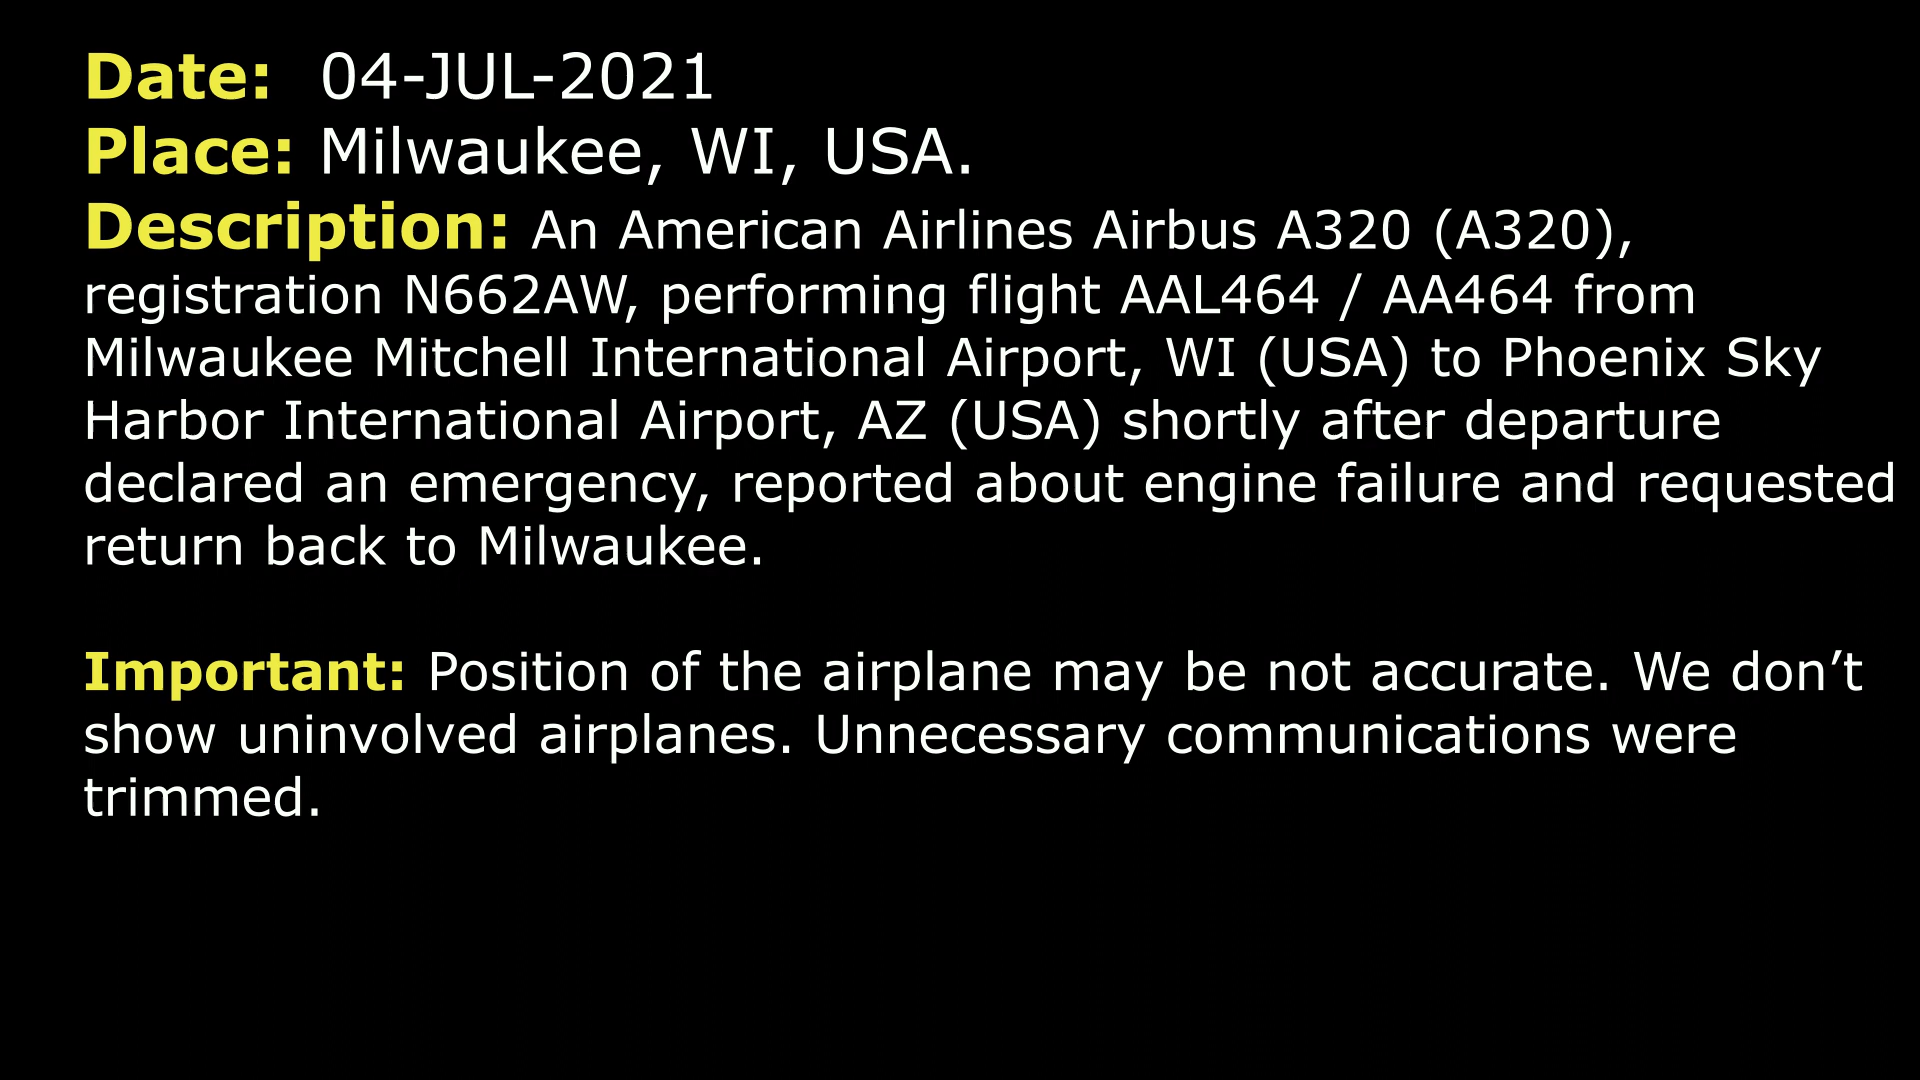 Date: 04-JUL-2021
Place: Milwaukee, WI, USA.
Description: An American Airlines Airbus A320 (A320),
registration N662AW, performing flight AAL464 / AA464 from
Milwaukee Mitchell International Airport, WI (USA) to Phoenix Sky
Harbor International Airport, AZ (USA) shortly after departure
declared an emergency, reported about engine failure and requested
return back to Milwaukee.
Important: Position of the airplane may be not accurate. We don’t
show uninvolved airplanes. Unnecessary communications were
trimmed.